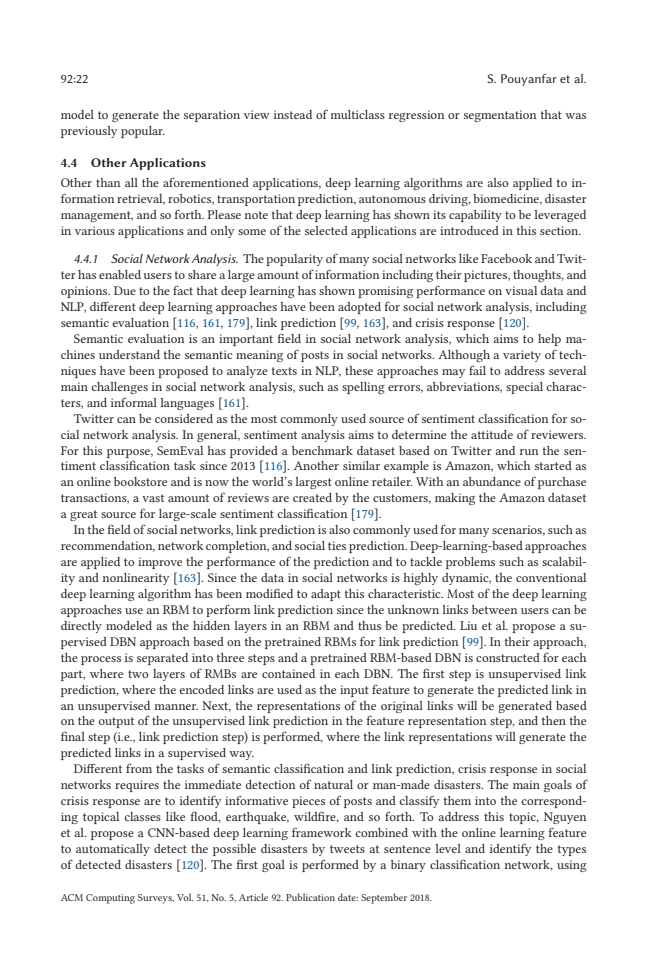 92:22 S. Pouyanfar et al.
model to generate the separation view instead of multiclass regression or segmentation that was
previously popular.
4.4 Other Applications
Other than all the aforementioned applications, deep learning algorithms are also applied to in-
formation retrieval, robotics, transportation prediction, autonomous driving, biomedicine, disaster
management, and so forth. Please note that deep learning has shown its capability to be leveraged
in various applications and only some of the selected applications are introduced in this section.
4.4.1 Social Network Analysis. The popularity of many social networks like Facebook and Twit-
ter has enabled users to share a large amount of information including their pictures, thoughts, and
opinions. Due to the fact that deep learning has shown promising performance on visual data and
NLP, different deep learning approaches have been adopted for social network analysis, including
semantic evaluation [116, 161, 179], link prediction [99, 163], and crisis response [120].
Semantic evaluation is an important field in social network analysis, which aims to help ma-
chines understand the semantic meaning of posts in social networks. Although a variety of tech-
niques have been proposed to analyze texts in NLP, these approaches may fail to address several
main challenges in social network analysis, such as spelling errors, abbreviations, special charac-
ters, and informal languages [161].
Twitter can be considered as the most commonly used source of sentiment classification for so-
cial network analysis. In general, sentiment analysis aims to determine the attitude of reviewers.
For this purpose, SemEval has provided a benchmark dataset based on Twitter and run the sen-
timent classification task since 2013 [116]. Another similar example is Amazon, which started as
an online bookstore and is now the world's largest online retailer. With an abundance of purchase
transactions, a vast amount of reviews are created by the customers, making the Amazon dataset
a great source for large-scale sentiment classification [179].
In the field of social networks, link prediction is also commonly used for many scenarios, such as
recommendation, network completion, and social ties prediction. Deep-learning-based approaches
are applied to improve the performance of the prediction and to tackle problems such as scalabil-
ity and nonlinearity [163]. Since the data in social networks is highly dynamic, the conventional
deep learning algorithm has been modified to adapt this characteristic. Most of the deep learning
approaches use an RBM to perform link prediction since the unknown links between users can be
directly modeled as the hidden layers in an RBM and thus be predicted. Liu et al. propose a su-
pervised DBN approach based on the pretrained RBMs for link prediction [99]. In their approach,
the process is separated into three steps and a pretrained RBM-based DBN is constructed for each
part, where two layers of RMBs are contained in each DBN. The first step is unsupervised link
prediction, where the encoded links are used as the input feature to generate the predicted link in
an unsupervised manner. Next, the representations of the original links will be generated based
on the output of the unsupervised link prediction in the feature representation step, and then the
final step (i.e., link prediction step) is performed, where the link representations will generate the
predicted links in a supervised way.
Different from the tasks of semantic classification and link prediction, crisis response in social
networks requires the immediate detection of natural or man-made disasters. The main goals of
crisis response are to identify informative pieces of posts and classify them into the correspond-
ing topical classes like flood, earthquake, wildfire, and so forth. To address this topic, Nguyen
et al. propose a CNN-based deep learning framework combined with the online learning feature
to automatically detect the possible disasters by tweets at sentence level and identify the types
of detected disasters [120]. The first goal is performed by a binary classification network, using
ACM Computing Surveys, Vol. 51, No. 5, Article 92. Publication date: September 2018.